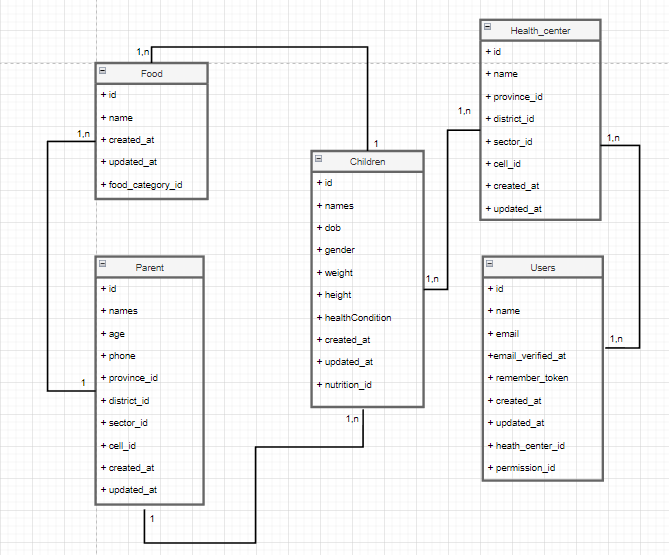 Food
+ id
+ name
+ created_at
+ updated_at
+ food_category_id
Parent
+ id
+ names
+ age
+ phone
+ province_id
+ district_id
+ sector_id
+ cell_id
+ created_at
+ updated_at
Children
+ id
+ names
+ dob
+ gender
+ weight
+ height
+ healthCondition
+ created_at
+ updated_at
+ nutrition_id
Health_center
+ id
+ name
+ province_id
+ district_id
+ sector_id
+ cell_id
+ created_at
+ updated_at
Users
+ id
+ name
+ email
+email_verified_at
+ remember_token
+ created_at
+ updated_at
+ heath_center_id
+ permission_id
1,n
1
1,n
1
1,n
1
1,n
1,n
1,n
1,n